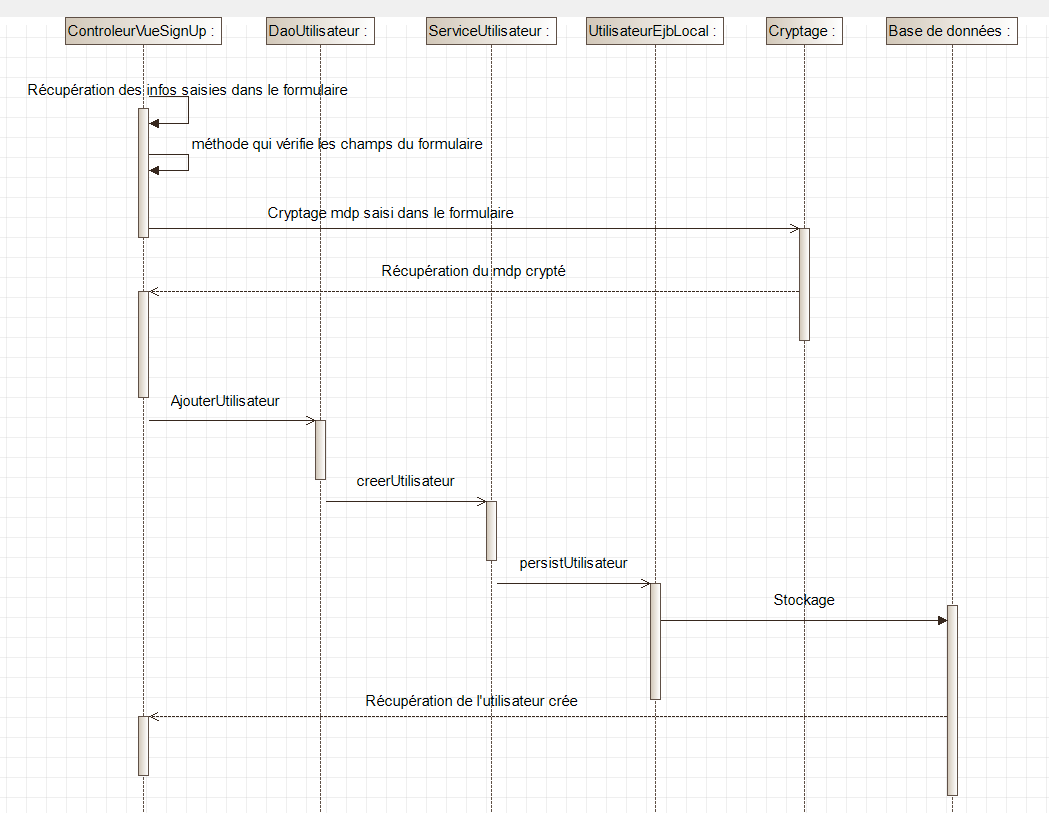 ControleurVueSignUp :
DaoUtilisateur :
ServiceUtilisateur :
UtilisateurEjbLocal :
Cryptage :
Base de données :
Récupération des infos saisies dans le formulaire
méthode qui vérifie les champs du formulaire
Cryptage mdp saisi dans le formulaire
Récupération du mdp crypté
AjouterUtilisateur
creerUtilisateur
persistUtilisateur
Stockage
Récupération de l'utilisateur crée